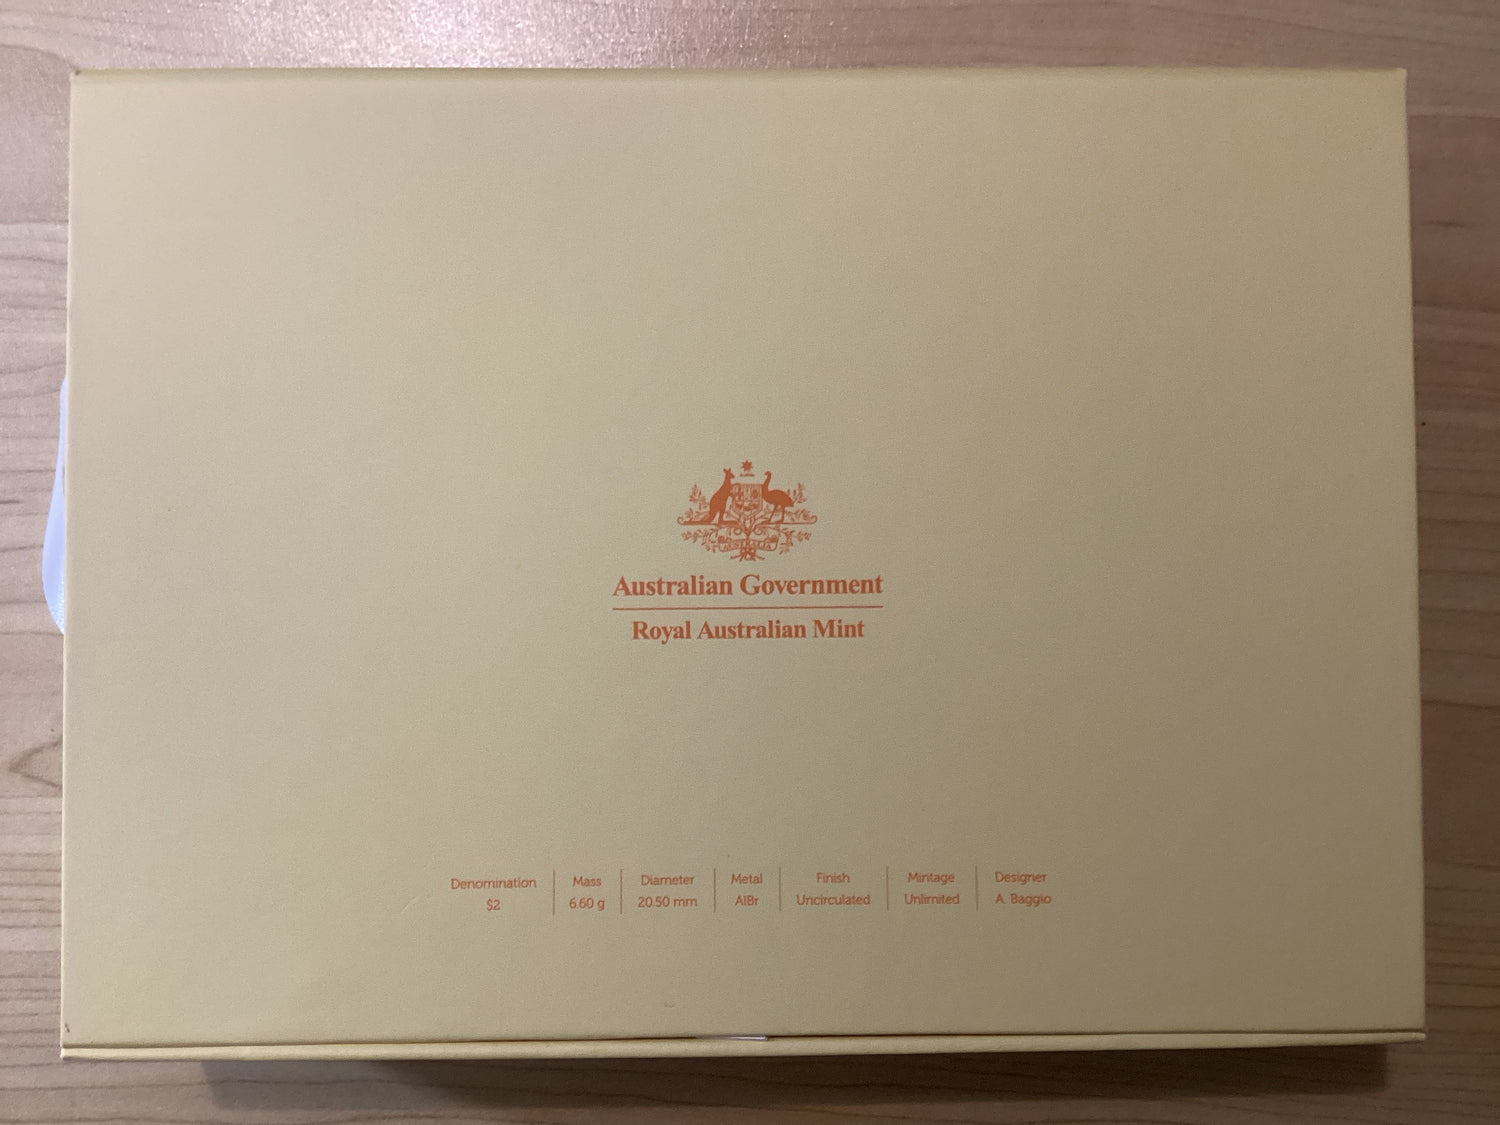 AUSTRALIA
Australian Government
Royal Australian Mint
Denomination Mass Diameter Metal Finish Mintage Designer
$2 6.60 g 20.50 mm AlBr Uncirculated Unlimited A. Baggio